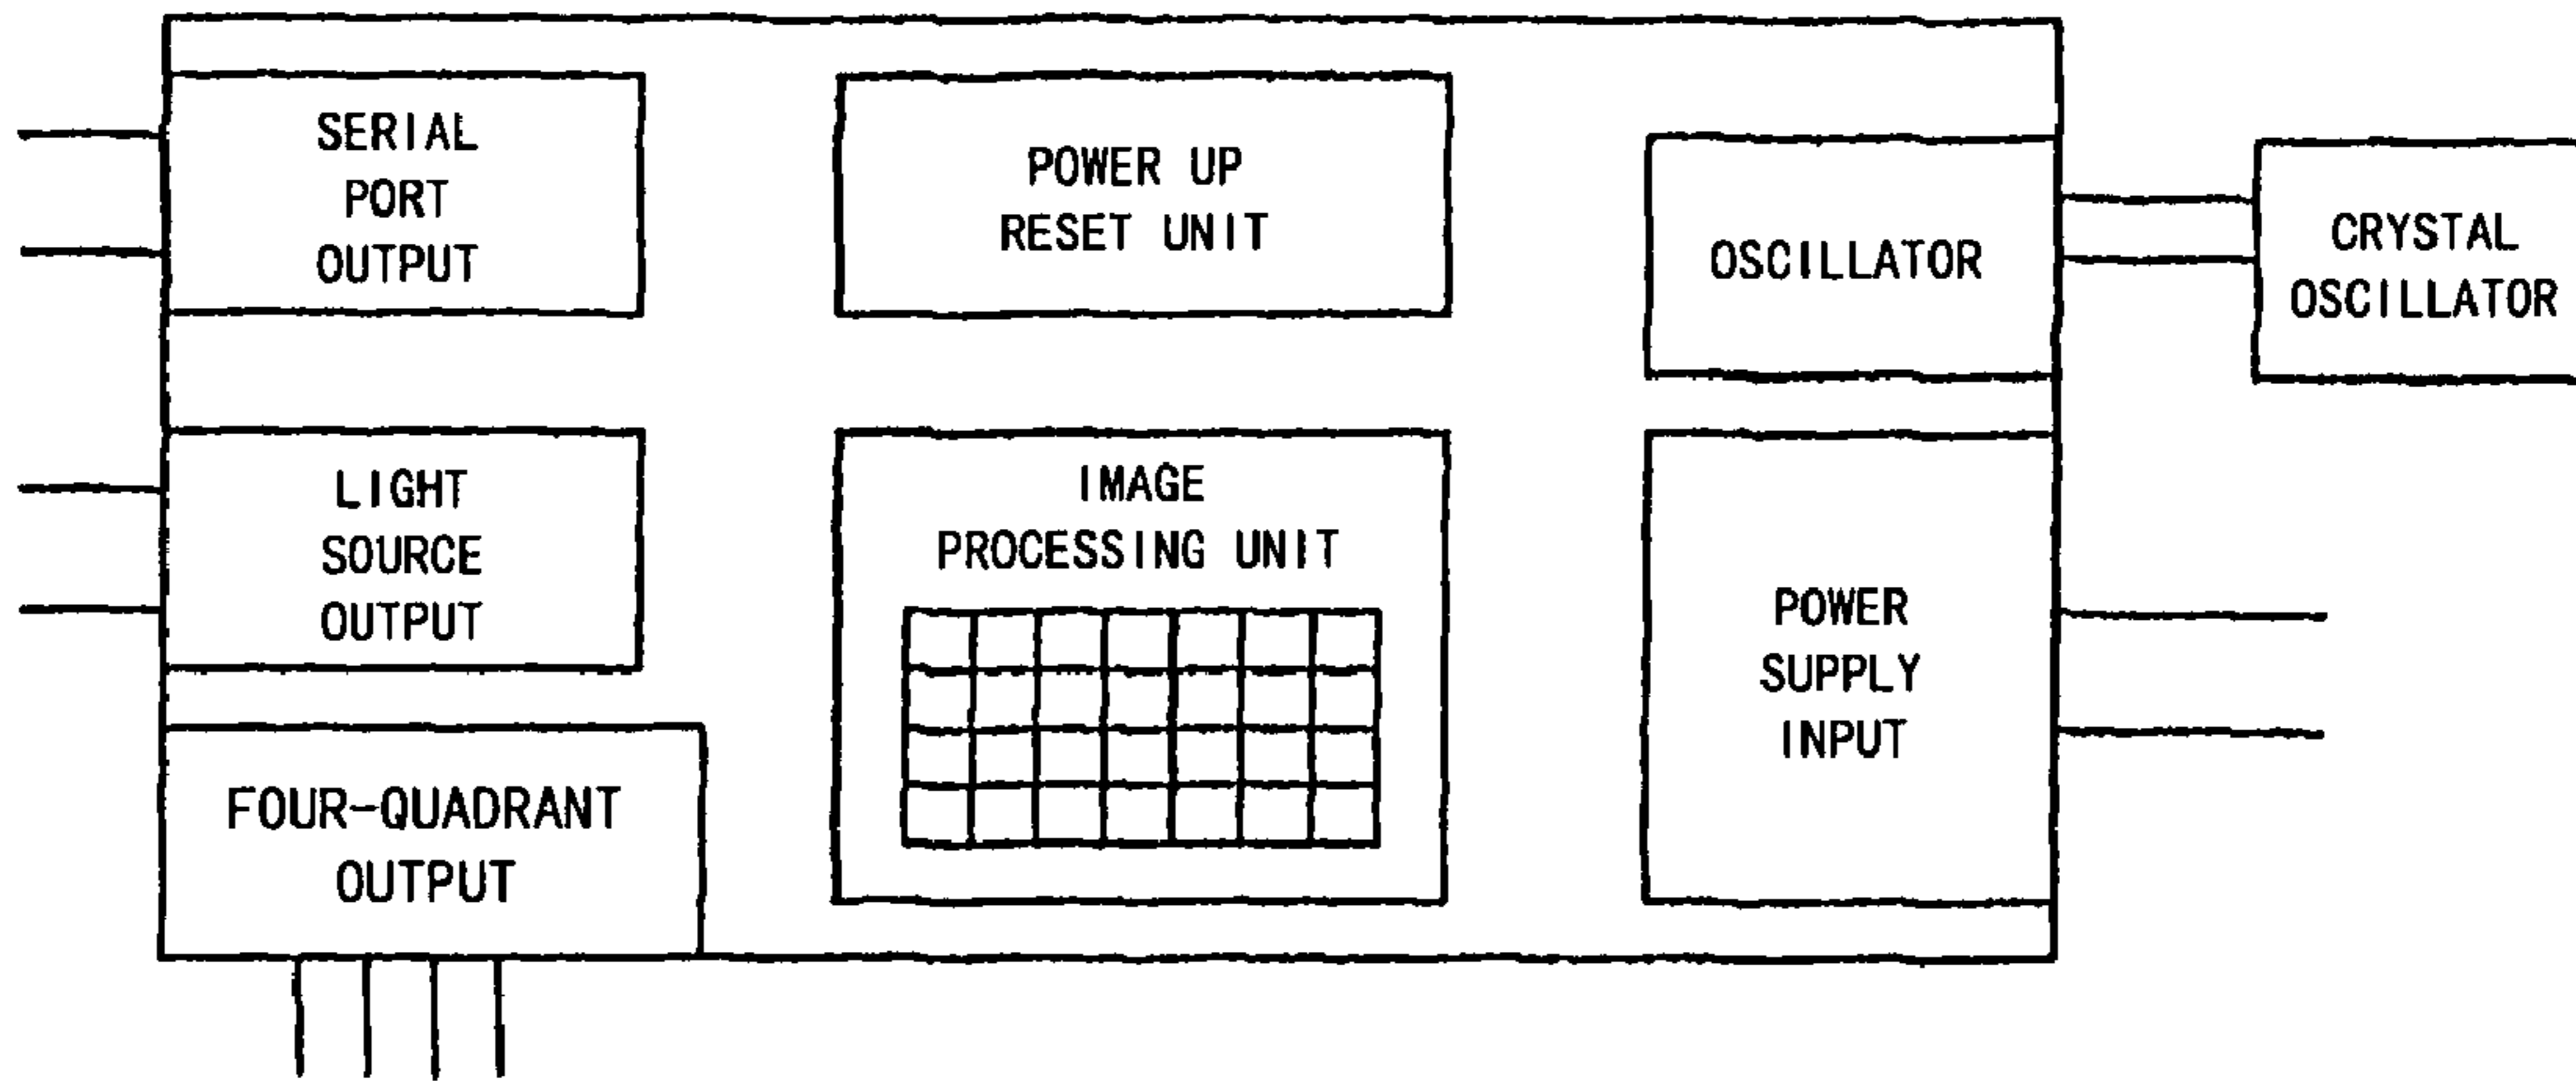 SERIAL
PORT
OUTPUT
POWER UP
RESET UNIT
OSCILLATOR
CRYSTAL
OSCILLATOR
LIGHT
SOURCE
OUTPUT
IMAGE
PROCESSING UNIT
POWER
SUPPLY
INPUT
FOUR-QUADRANT
OUTPUT